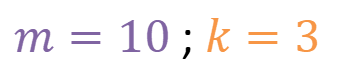 m = 10 ; k = 3